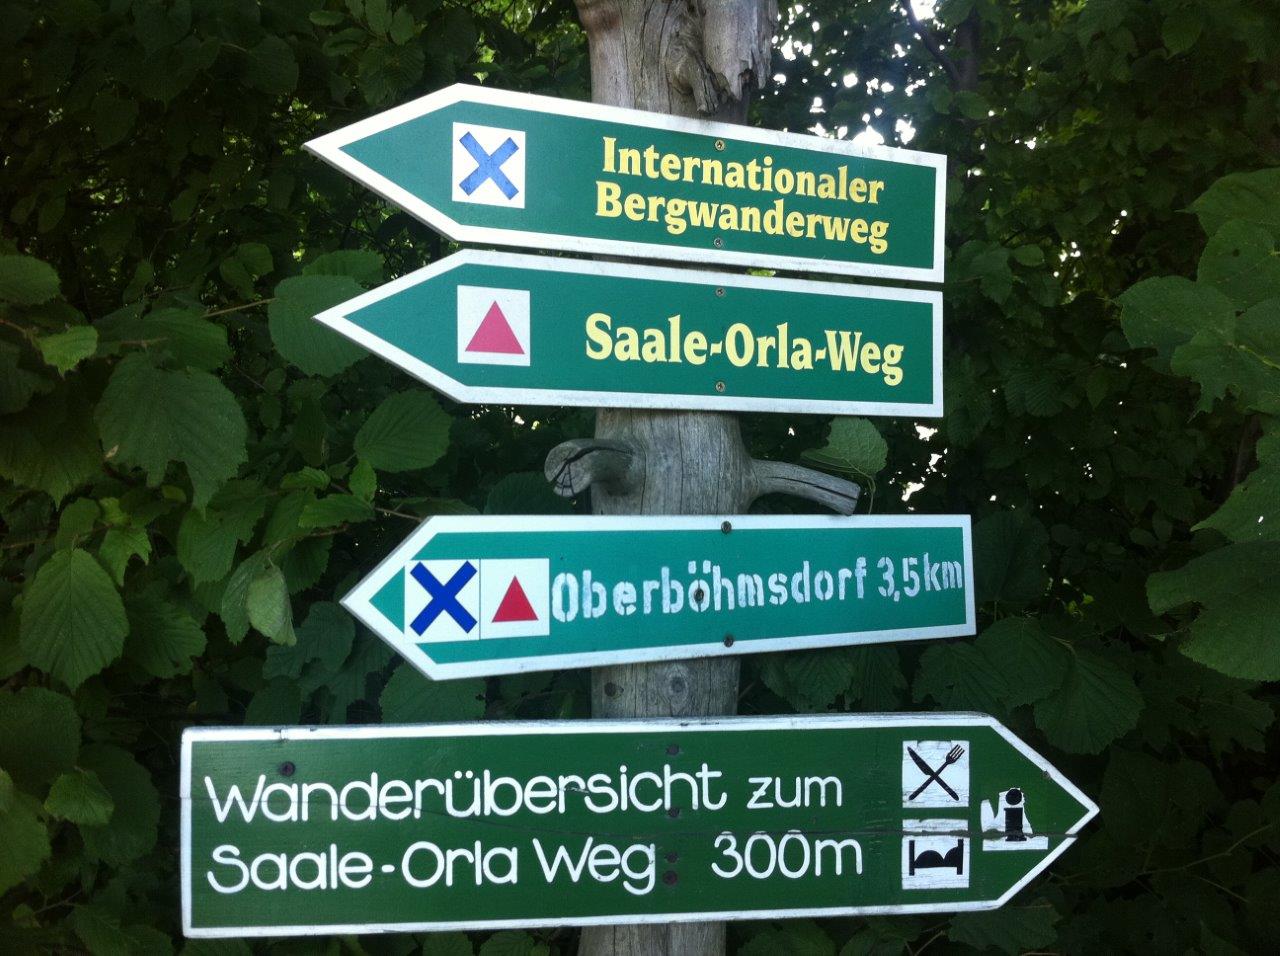 Internationaler
Bergwanderweg
Saale-Orla-Weg
Oberböhmsdorf 3,5km
Wanderübersicht zum
Saale-Orla Weg 300m